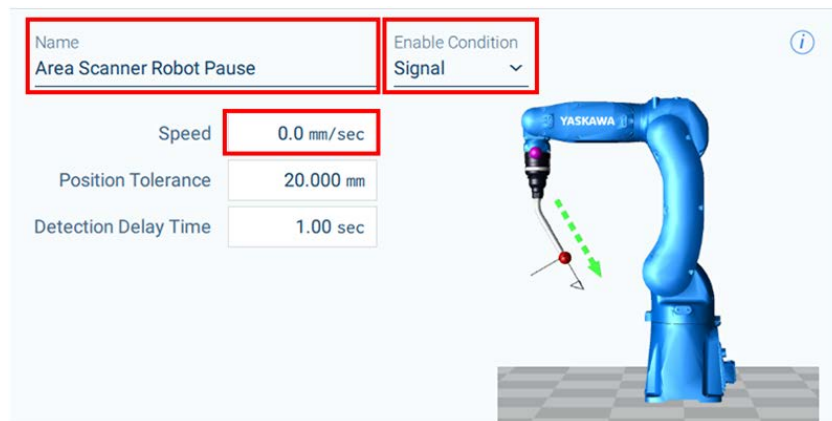 Name
Area Scanner Robot Pause
Enable Condition
Signal
i
Speed
0.0 mm/sec
YASKAWA
Position Tolerance
20.000 mm
Detection Delay Time
1.00 sec